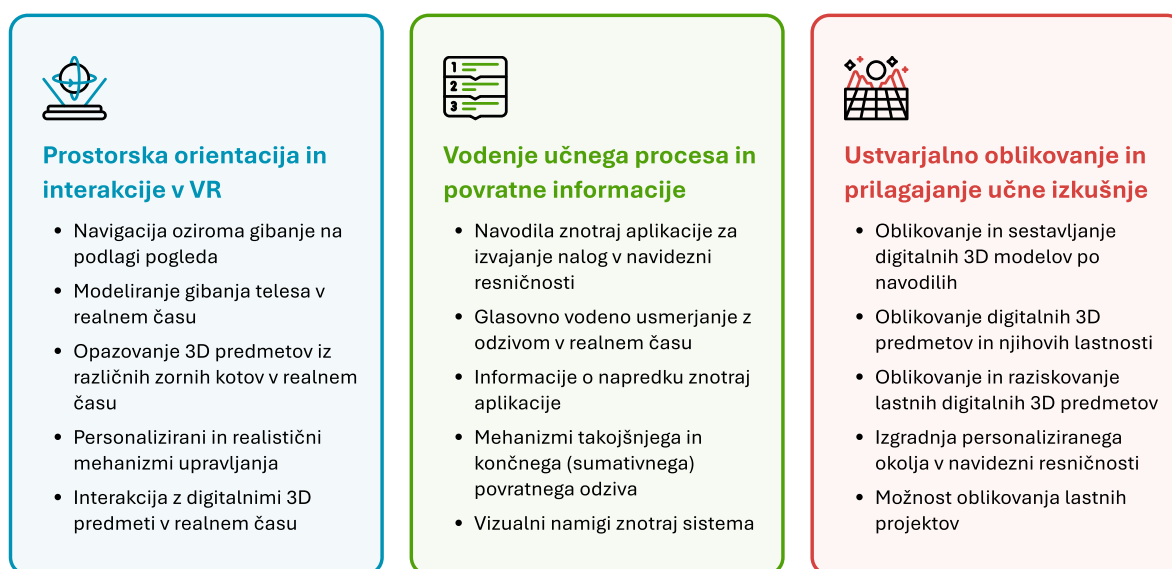 Prostorska orientacija in
interakcije v VR
• Navigacija oziroma gibanje na
podlagi pogleda
• Modeliranje gibanja telesa v
realnem času
• Opazovanje 3D predmetov iz
različnih zornih kotov v realnem
času
• Personalizirani in realistični
mehanizmi upravljanja
• Interakcija z digitalnimi 3D
predmeti v realnem času
1
2
3
Vodenje učnega procesa in
povratne informacije
• Navodila znotraj aplikacije za
izvajanje nalog v navidezni
resničnosti
• Glasovno vodeno usmerjanje z
odzivom v realnem času
• Informacije o napredku znotraj
aplikacije
• Mehanizmi takojšnjega in
končnega (sumativnega)
povratnega odziva
• Vizualni namigi znotraj sistema
Ustvarjalno oblikovanje in
prilagajanje učne izkušnje
• Oblikovanje in sestavljanje
digitalnih 3D modelov po
navodilih
• Oblikovanje digitalnih 3D
predmetov in njihovih lastnosti
• Oblikovanje in raziskovanje
lastnih digitalnih 3D predmetov
• Izgradnja personaliziranega
okolja v navidezni resničnosti
• Možnost oblikovanja lastnih
projektov